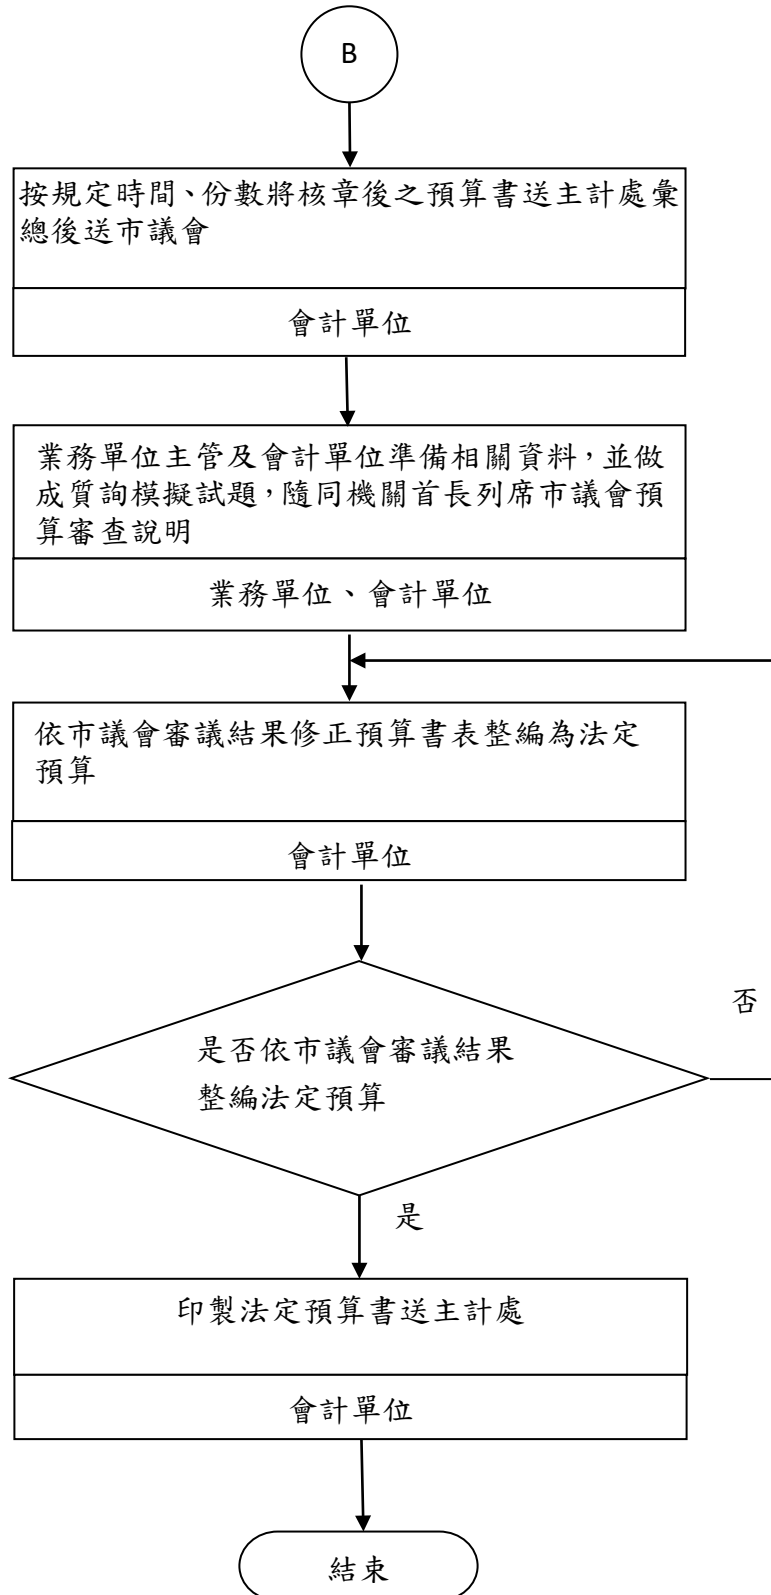 B
按規定時間、份數將核章後之預算書送主計處彙
總後送市議會
會計單位
業務單位主管及會計單位準備相關資料，並做
成質詢模擬試題，隨同機關首長列席市議會預
算審查說明
業務單位、會計單位
依市議會審議結果修正預算書表整編為法定
預算
會計單位
否
是否依市議會審議結果
整編法定預算
是
印製法定預算書送主計處
會計單位
結束